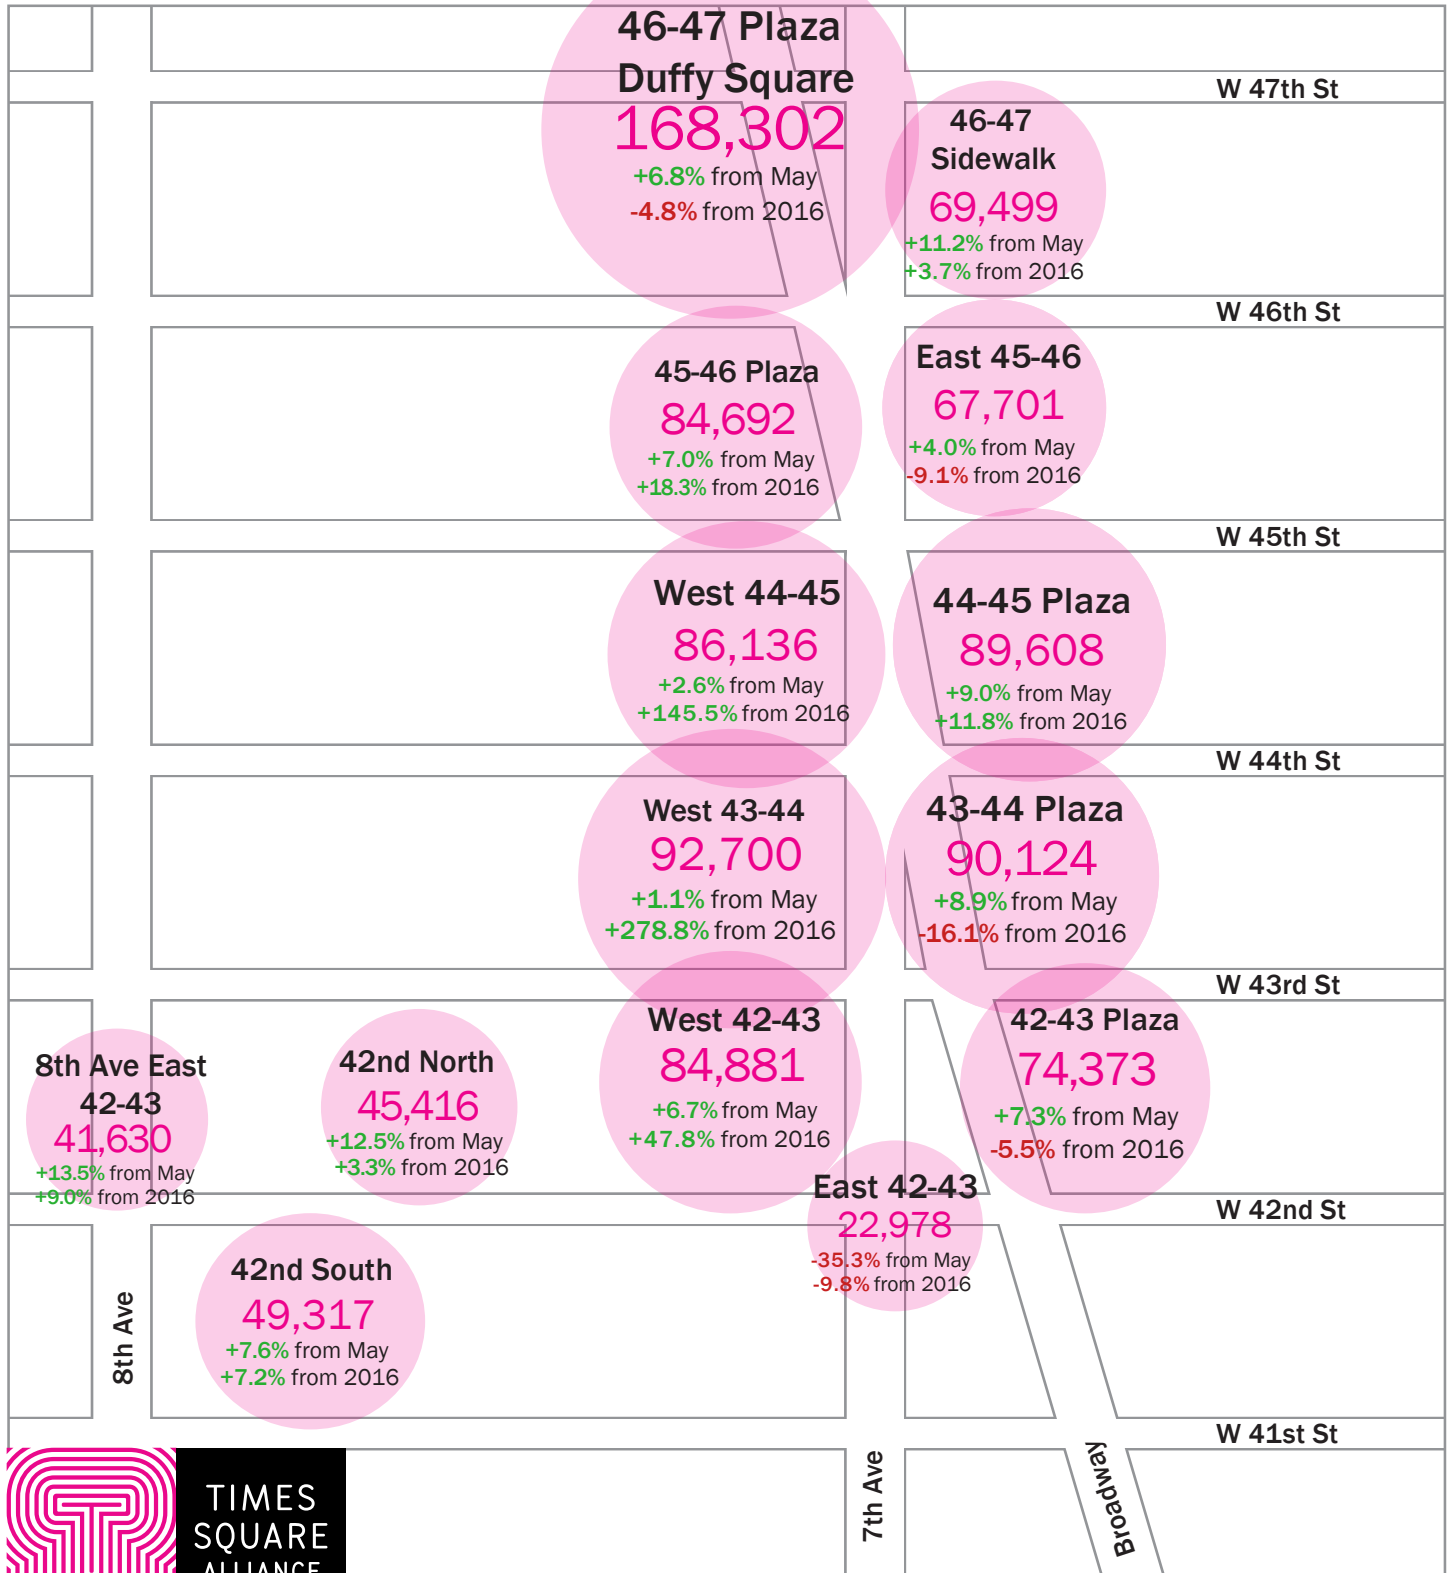 46-47 Plaza
Duffy Square
168,302
+6.8% from May
-4.8% from 2016
W 47th St
46-47
Sidewalk
69,499
+11.2% from May
+3.7% from 2016
W 46th St
45-46 Plaza
84,692
+7.0% from May
+18.3% from 2016
East 45-46
67,701
+4.0% from May
-9.1% from 2016
W 45th St
West 44-45
86,136
+2.6% from May
+145.5% from 2016
44-45 Plaza
89,608
+9.0% from May
+11.8% from 2016
W 44th St
West 43-44
92,700
+1.1% from May
+278.8% from 2016
43-44 Plaza
90,124
+8.9% from May
-16.1% from 2016
W 43rd St
8th Ave East
42-43
41,630
+13.5% from May
+9.0% from 2016
42nd North
45,416
+12.5% from May
+3.3% from 2016
West 42-43
84,881
+6.7% from May
+47.8% from 2016
42-43 Plaza
74,373
+7.3% from May
-5.5% from 2016
East 42-43
22,978
-35.3% from May
-9.8% from 2016
W 42nd St
42nd South
49,317
+7.6% from May
+7.2% from 2016
8th Ave
W 41st St
7th Ave
Broadway
TIMES
SQUARE
ALLIANCE